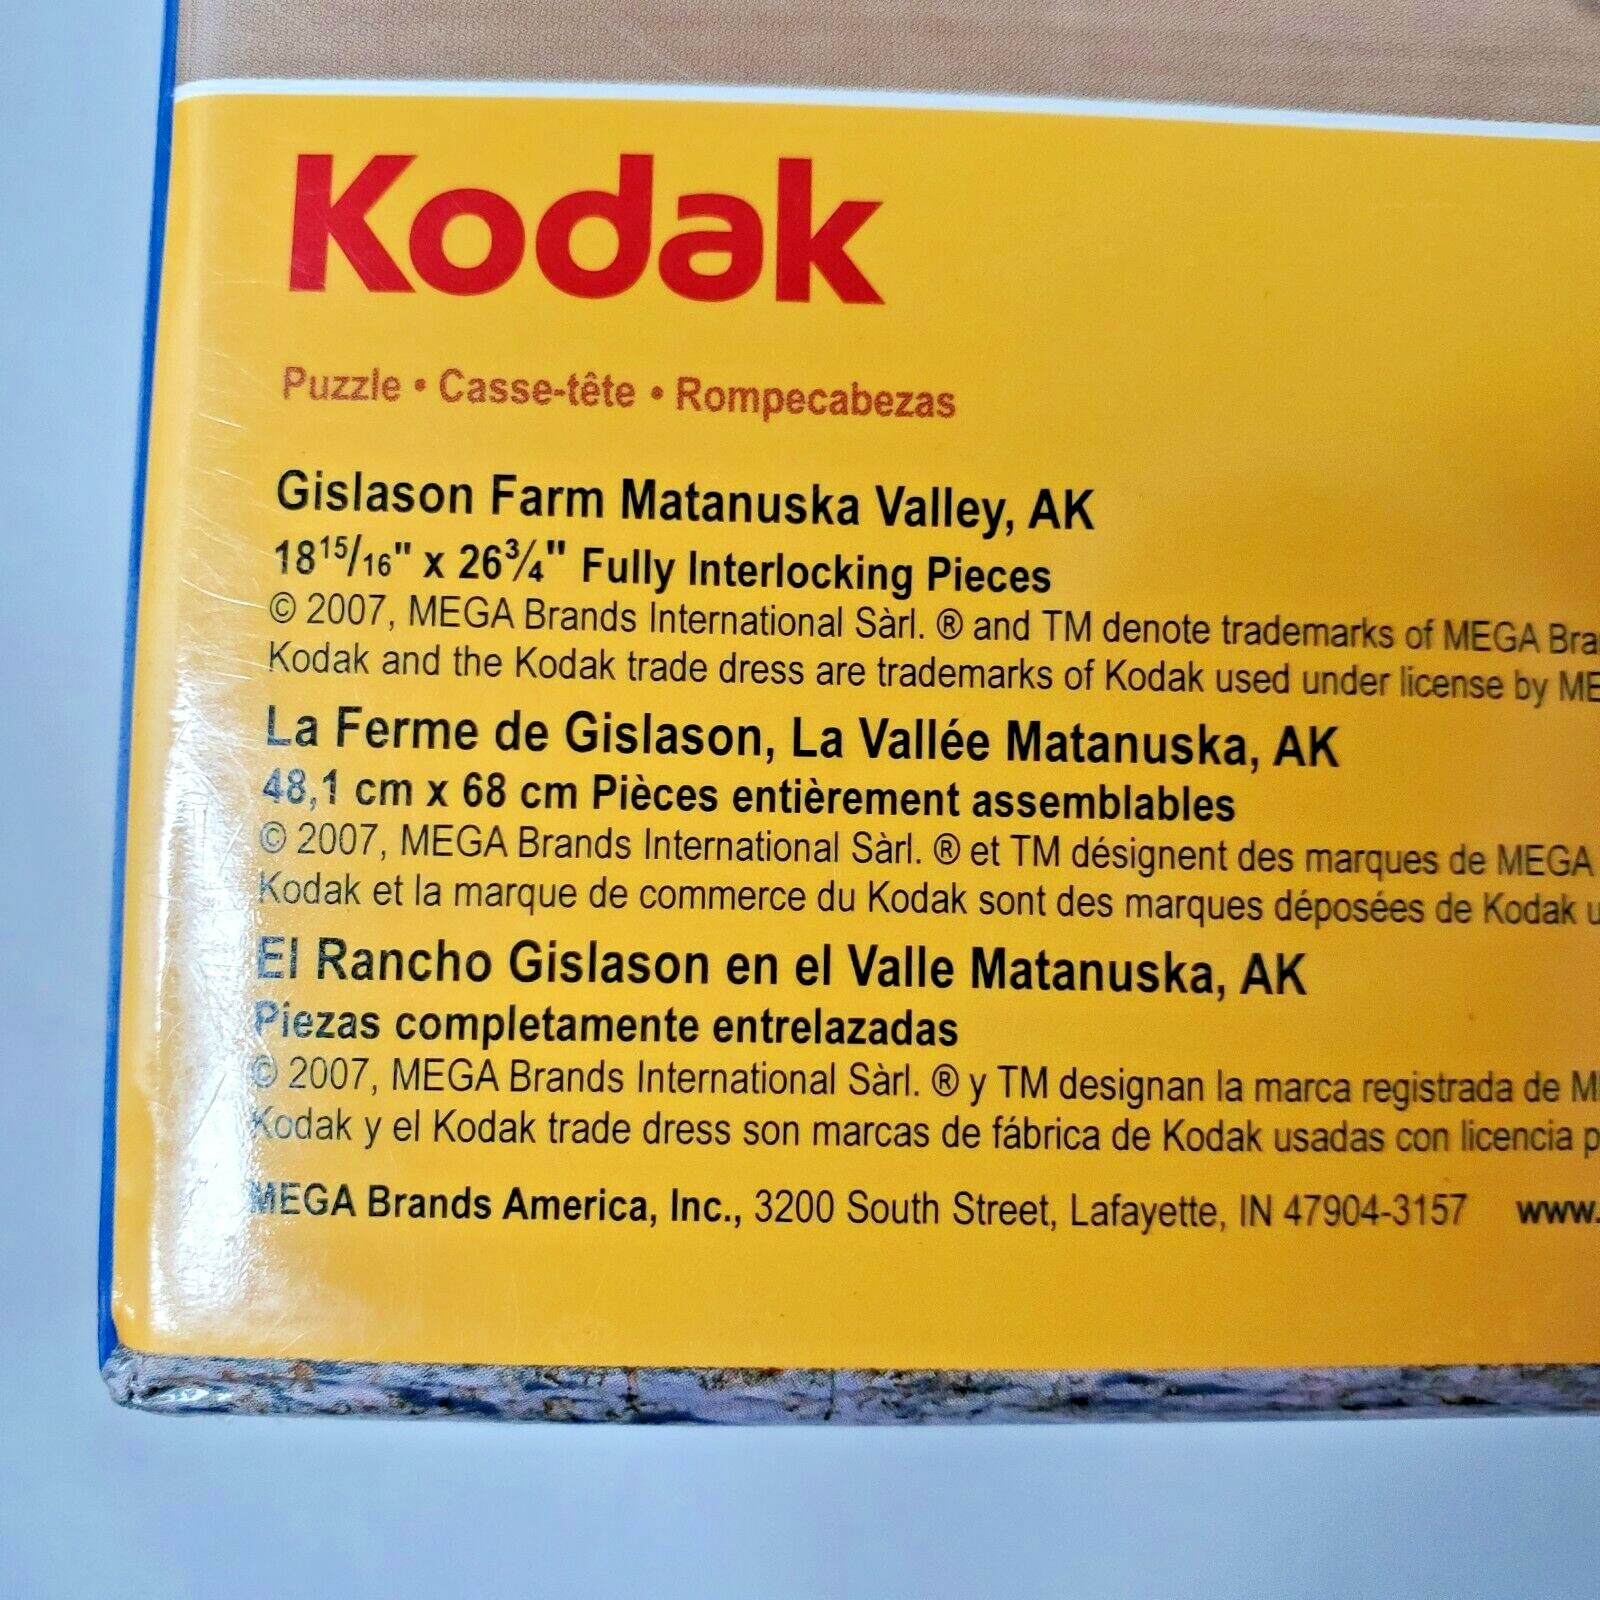 Kodak
Puzzle • Casse-tête • Rompecabezas
Gislason Farm Matanuska Valley, AK
18 15/16" x 26 3/4" Fully Interlocking Pieces
© 2007, MEGA Brands International Sàrl. ® and TM denote trademarks of MEGA Bra
Kodak and the Kodak trade dress are trademarks of Kodak used under license by ME
La Ferme de Gislason, La Vallée Matanuska, AK
48,1 cm x 68 cm Pièces entièrement assemblables
© 2007, MEGA Brands International Sàrl. ® et TM désignent des marques de MEGA
Kodak et la marque de commerce du Kodak sont des marques déposées de Kodak u
El Rancho Gislason en el Valle Matanuska, AK
Piezas completamente entrelazadas
© 2007, MEGA Brands International Sàrl. ® y TM designan la marca registrada de M
Kodak y el Kodak trade dress son marcas de fábrica de Kodak usadas con licencia p
MEGA Brands America, Inc., 3200 South Street, Lafayette, IN 47904-3157 www.